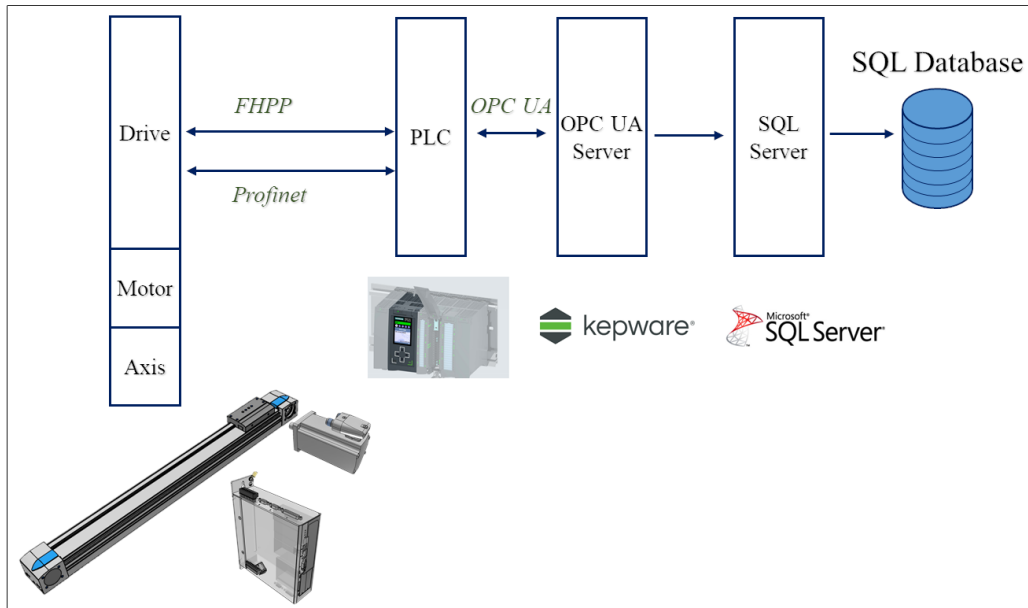 SQL Database
FHPP
OPC UA
Drive
PLC
OPC UA
Server
SQL
Server
Profinet
Motor
Axis
kepware®
Microsoft®
SQL Server®